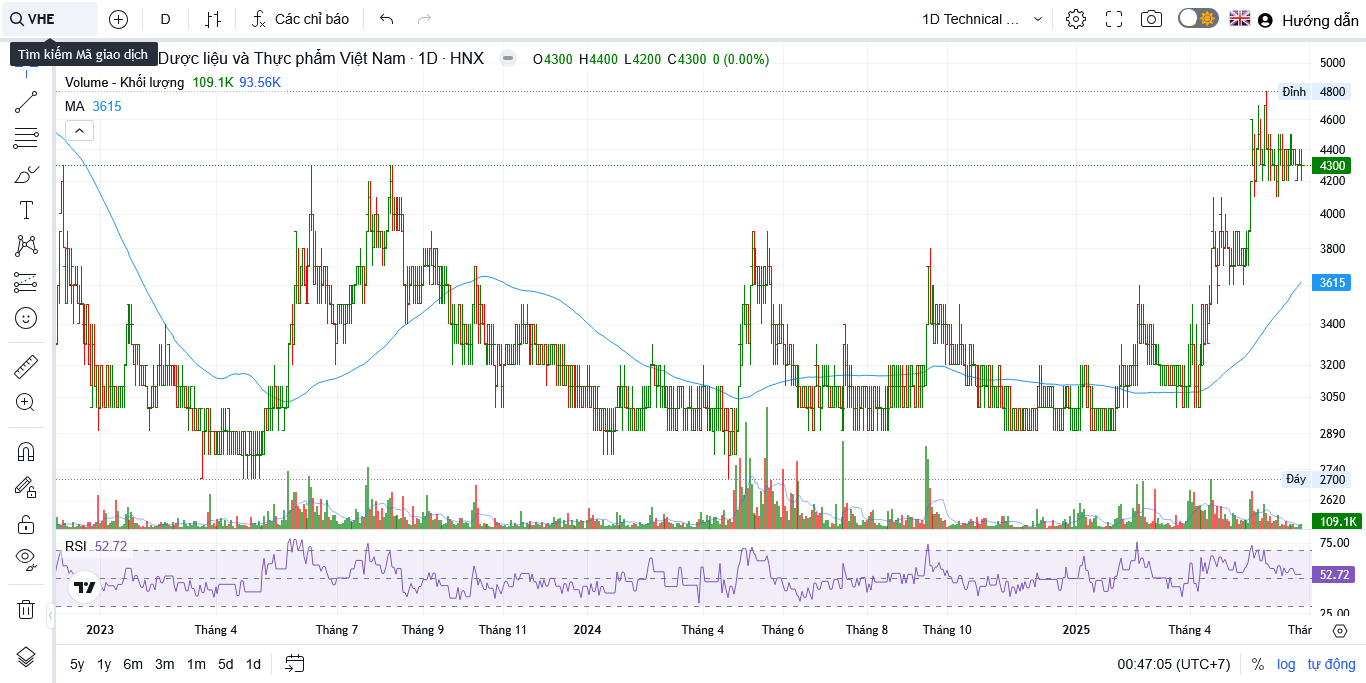 VHE D Các chỉ báo 1D Technical ... Hướng dẫn
Tìm kiếm Mã giao dịch
Dược liệu và Thực phẩm Việt Nam · 1D · HNX O4300 H4400 L4200 C4300 0 (0.00%)
Volume - Khối lượng 109.1K 93.56K
MA 3615
5000
Đỉnh 4800
4600
4400
4300
4200
4000
3800
3615
3400
3200
3050
2890
2740
Đáy 2700
2620
109.1K
RSI 52.72
75.00
52.72
25.00
2023 Tháng 4 Tháng 7 Tháng 9 Tháng 11 2024 Tháng 4 Tháng 6 Tháng 8 Tháng 10 2025 Tháng 4 Thár
5y 1y 6m 3m 1m 5d 1d 00:47:05 (UTC+7) % log tự động